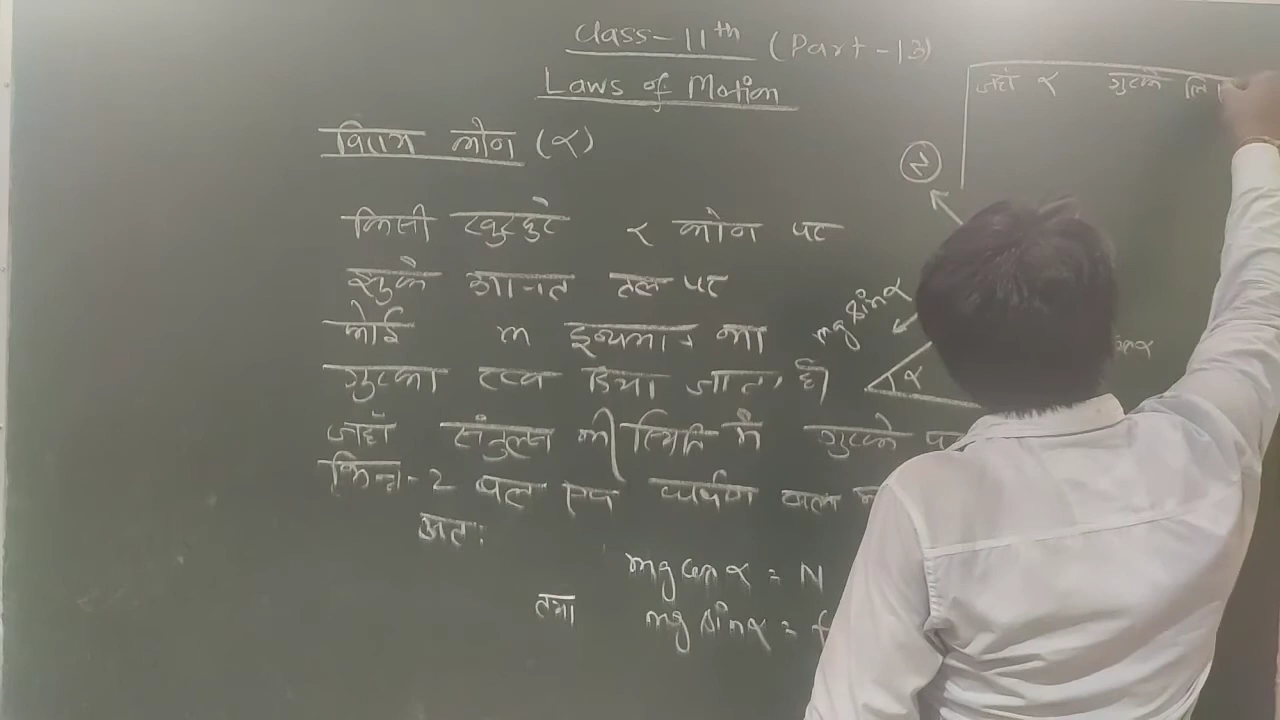 Class-11th (Part-13)
Laws of Motion
विराम कोण (α)
किसी खुरदुरे α कोण पर
झुके आनत तल पर
कोई m द्रव्यमान का
गुटका रख दिया जाता है।
जहाँ संतुलन की स्थिति में गुटके
भिन्न-2 बल एवं घर्षण बल
अतः
mg cos α = N
तथा mg sin α = f
mg sin α
α
जहाँ α गुटके